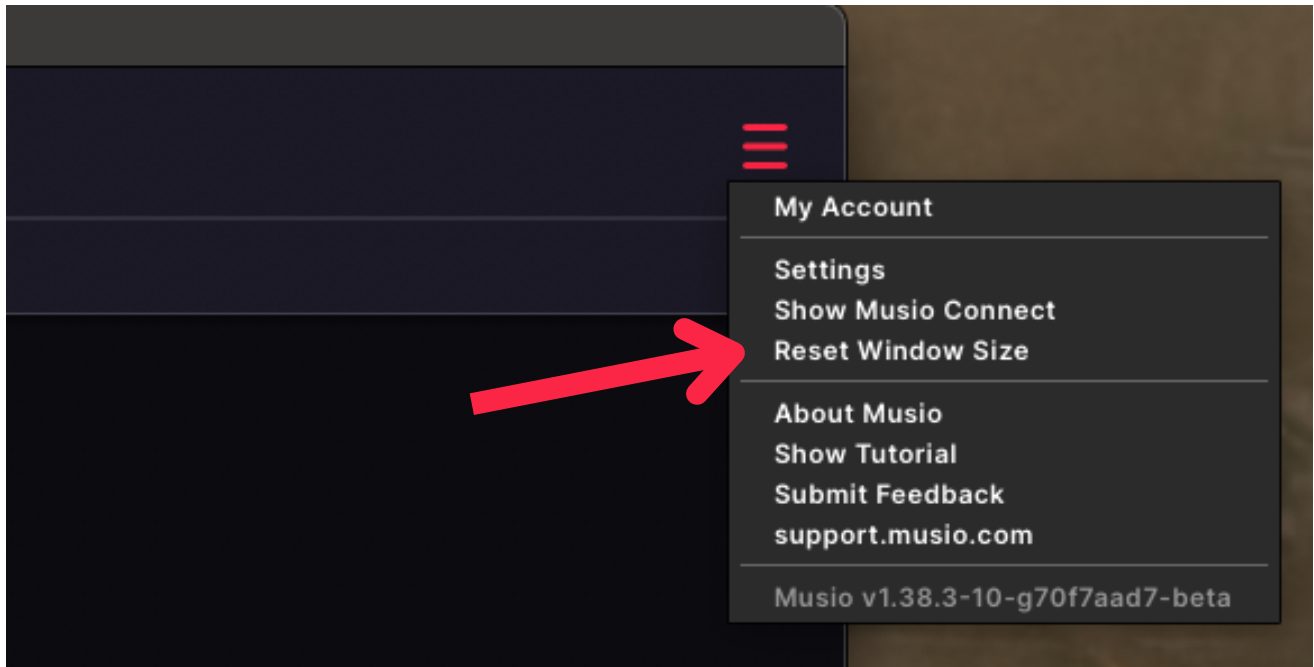 My Account
Settings
Show Musio Connect
Reset Window Size
About Musio
Show Tutorial
Submit Feedback
support.musio.com
Musio v1.38.3-10-g70f7aad7-beta